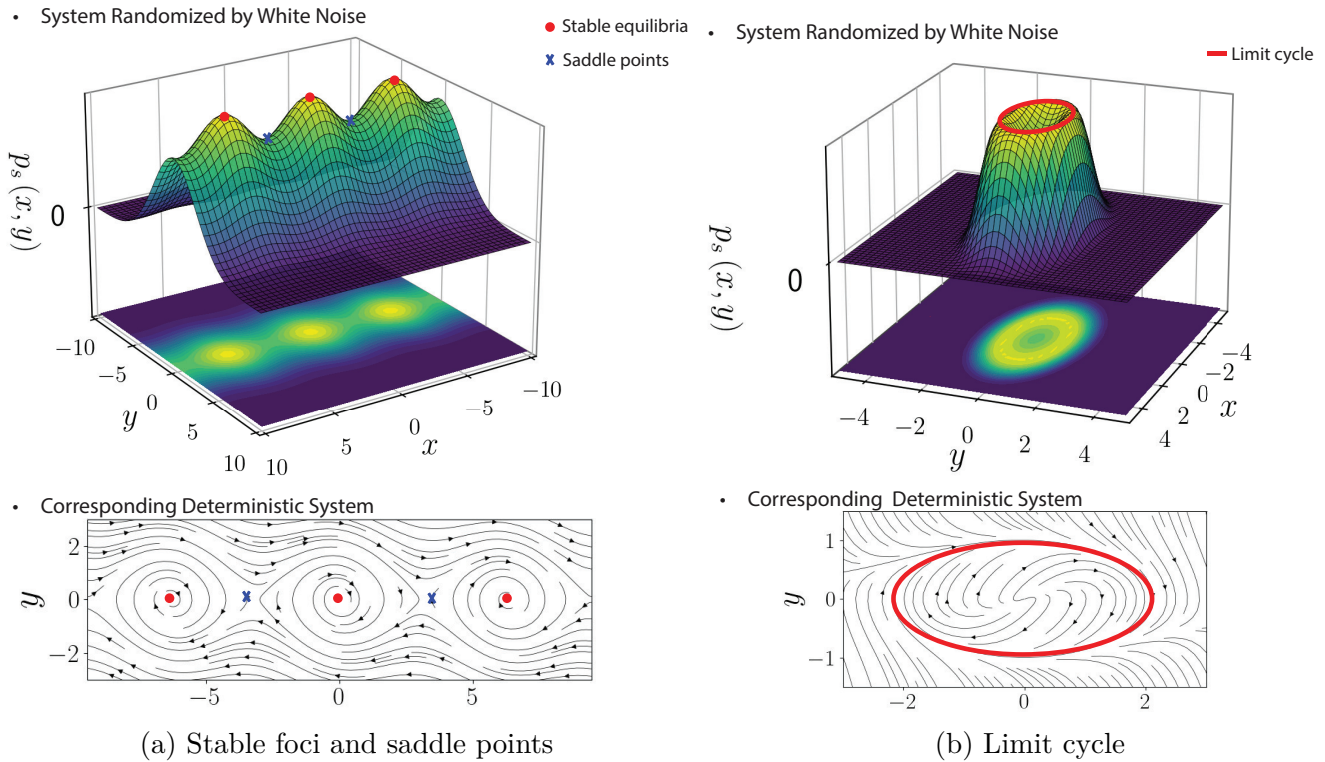 • System Randomized by White Noise
Stable equilibria
Saddle points
p_s(x, y)
0
−10
−5
0
5
10
y
10
5
0
−5
−10
x
• System Randomized by White Noise
Limit cycle
p_s(x, y)
0
−4
−2
0
2
4
y
4
2
0
−2
−4
x
• Corresponding Deterministic System
y
2
0
−2
−5
0
5
(a) Stable foci and saddle points
• Corresponding Deterministic System
y
1
0
−1
−2
0
2
(b) Limit cycle